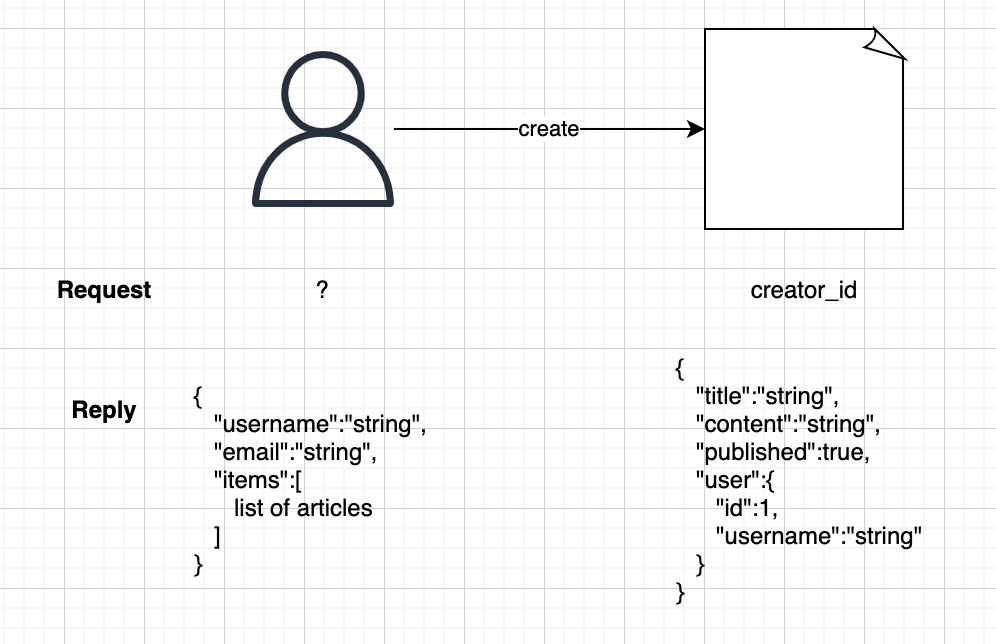 create
Request
?
creator_id
Reply
{
"username":"string",
"email":"string",
"items":[
list of articles
]
}
{
"title":"string",
"content":"string",
"published":true,
"user":{
"id":1,
"username":"string"
}
}